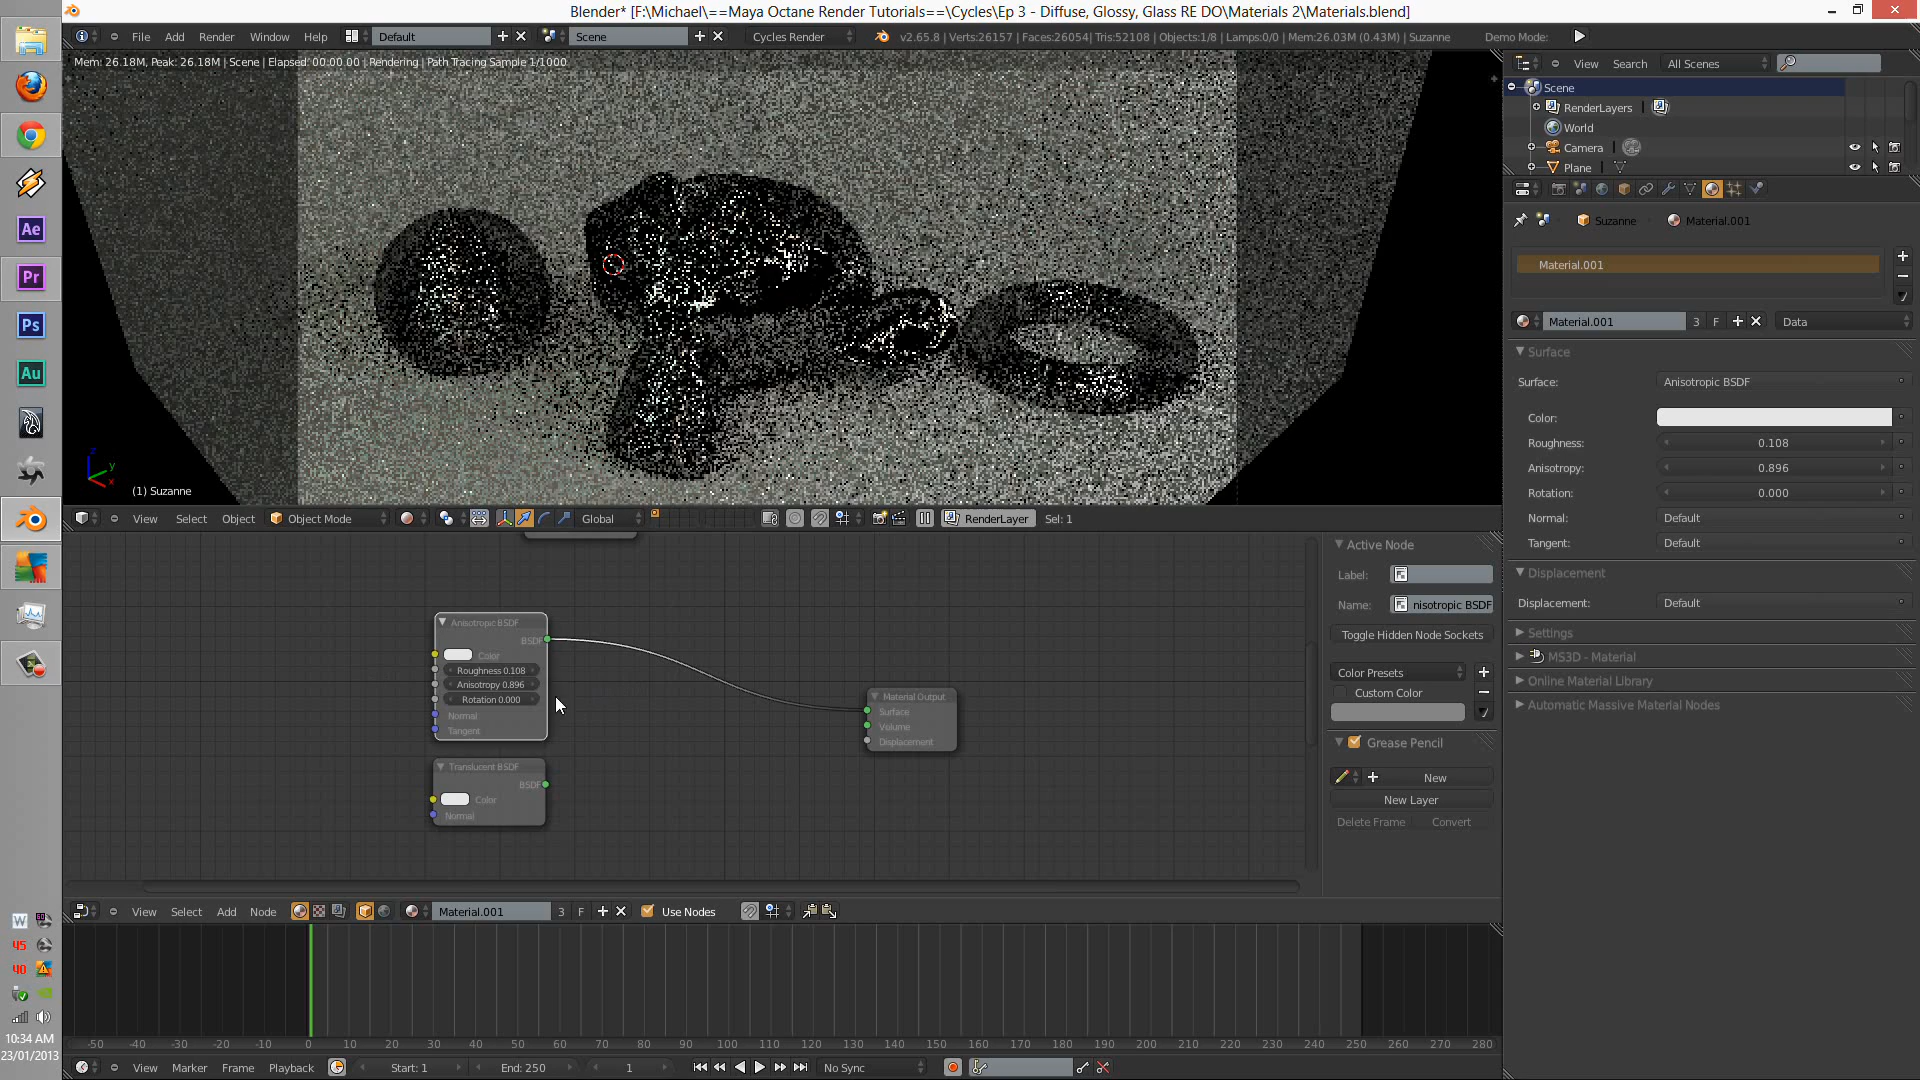 Blender* [F:\Michael\==Maya Octane Render Tutorials==\Cycles\Ep 3 - Diffuse, Glossy, Glass RE DO\Materials 2\Materials.blend]
File Add Render Window Help Default Scene Cycles Render v2.65.8 | Verts:26157 | Faces:26054| Tris:52108 | Objects:1/8 | Lamps:0/0 | Mem:26.03M (0.43M) | Suzanne Demo Mode:
Mem: 26.18M, Peak: 26.18M | Scene | Elapsed: 00:00.00 | Rendering | Path Tracing Sample 1/1000
View Search All Scenes
Scene
RenderLayers
World
Camera
Plane
Suzanne Material.001
Material.001
Material.001 3 F Data
Surface
Surface: Anisotropic BSDF
Color:
Roughness: 0.108
Anisotropy: 0.896
Rotation: 0.000
Normal: Default
Tangent: Default
Displacement
Displacement: Default
Settings
MS3D - Material
Online Material Library
Automatic Massive Material Nodes
Ae
Pr
Ps
Au
z
y
x
(1) Suzanne
View Select Object Object Mode Global RenderLayer Sel: 1
Anisotropic BSDF
BSDF
Color
Roughness 0.108
Anisotropy 0.896
Rotation 0.000
Normal
Tangent
Translucent BSDF
BSDF
Color
Normal
Material Output
Surface
Volume
Displacement
Active Node
Label:
Name: nisotropic BSDF
Toggle Hidden Node Sockets
Color Presets
Custom Color
Grease Pencil
New
New Layer
Delete Frame Convert
View Select Add Node Material.001 3 F Use Nodes
-50 -40 -30 -20 -10 0 10 20 30 40 50 60 70 80 90 100 110 120 130 140 150 160 170 180 190 200 210 220 230 240 250 260 270 280
View Marker Frame Playback Start: 1 End: 250 1 No Sync
W
45
40
10:34 AM
23/01/2013